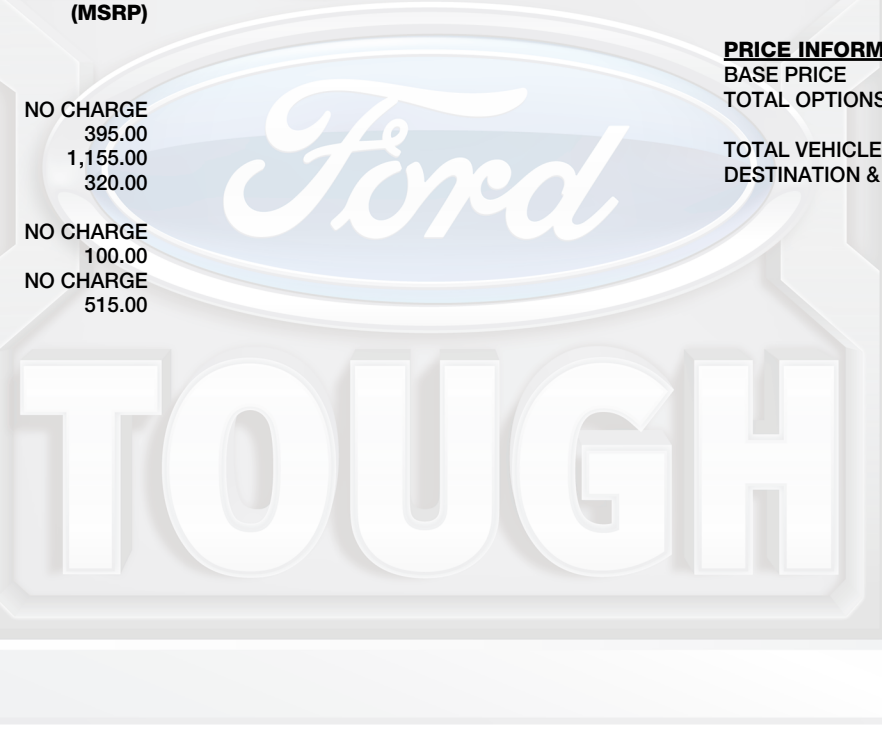 (MSRP)
NO CHARGE
395.00
1,155.00
320.00
NO CHARGE
100.00
NO CHARGE
515.00
PRICE INFORM
BASE PRICE
TOTAL OPTIONS
TOTAL VEHICLE
DESTINATION &
Ford
TOUGH